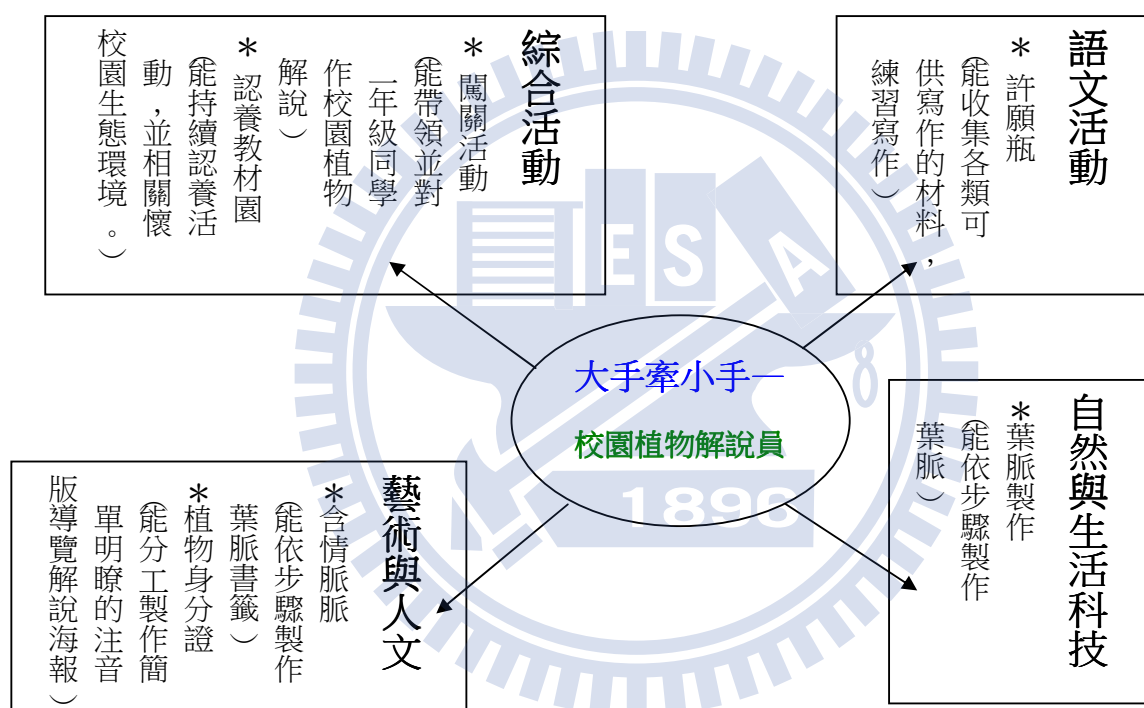 綜合活動
＊ 闖關活動
（能帶領並對
一年級同學
作校園植物
解說）
＊ 認養教材園
（能持續認養活
動，並相關懷
校園生態環境。）
語文活動
＊ 許願瓶
（能收集各類可
供寫作的材料，
練習寫作）
大手牽小手—
校園植物解說員
藝術與人文
＊含情脈脈
（能依步驟製作
葉脈書籤）
＊植物身分證
（能分工製作簡
單明瞭的注音
版導覽解說海報）
自然與生活科技
＊葉脈製作
（能依步驟製作
葉脈）
ES
A
8
1896